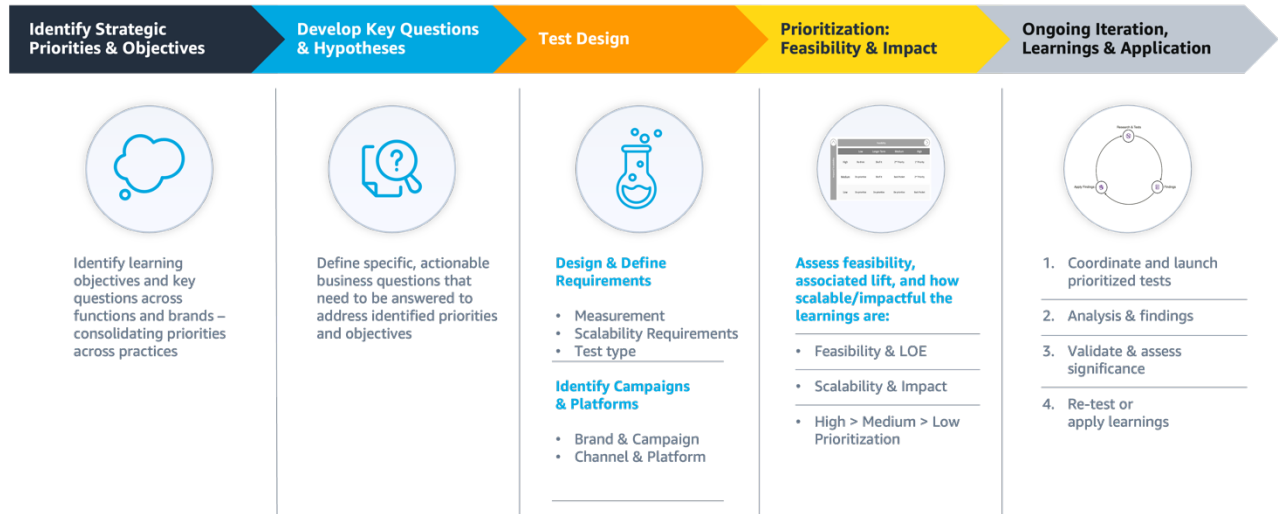 Identify Strategic
Priorities & Objectives
Develop Key Questions
& Hypotheses
Test Design
Prioritization:
Feasibility & Impact
Ongoing Iteration,
Learnings & Application
Identify learning
objectives and key
questions across
functions and brands –
consolidating priorities
across practices
?
Define specific, actionable
business questions that
need to be answered to
address identified priorities
and objectives
Design & Define
Requirements
• Measurement
• Scalability Requirements
• Test type
Identify Campaigns
& Platforms
• Brand & Campaign
• Channel & Platform
Assess feasibility,
associated lift, and how
scalable/impactful the
learnings are:
• Feasibility & LOE
• Scalability & Impact
• High > Medium > Low
Prioritization
Research & Tests
Apply Findings
Findings
1. Coordinate and launch
prioritized tests
2. Analysis & findings
3. Validate & assess
significance
4. Re-test or
apply learnings